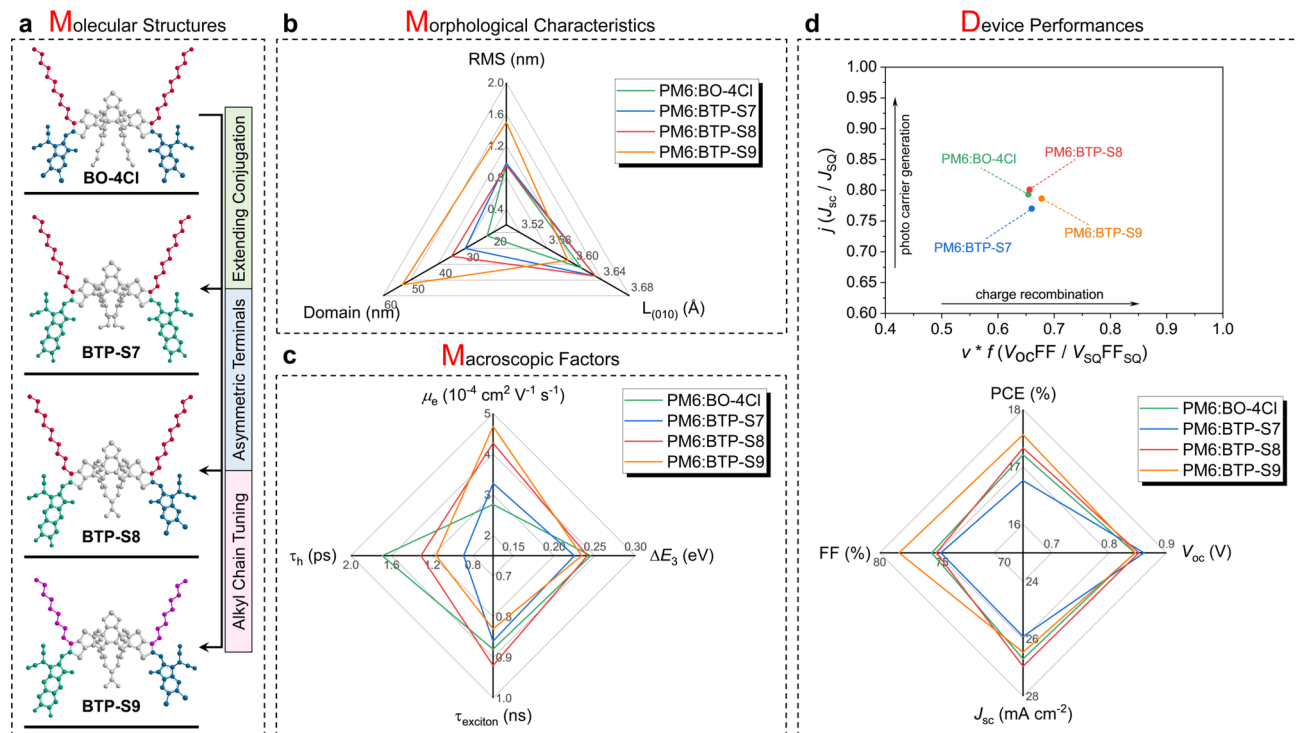 a Molecular Structures
BO-4Cl
BTP-S7
BTP-S8
BTP-S9
Extending Conjugation
Asymmetric Terminals
Alkyl Chain Tuning
b Morphological Characteristics
RMS (nm)
2.0
1.6
1.2
0.8
0.4
3.52
3.56
3.60
3.64
3.68
20
30
40
50
60
Domain (nm)
L(010) (Å)
PM6:BO-4Cl
PM6:BTP-S7
PM6:BTP-S8
PM6:BTP-S9
c Macroscopic Factors
μe (10-4 cm2 V-1 s-1)
5
4
3
2
τh (ps)
2.0
1.6
1.2
0.8
0.15
0.20
0.25
0.30
ΔE3 (eV)
0.7
0.8
0.9
1.0
τexciton (ns)
PM6:BO-4Cl
PM6:BTP-S7
PM6:BTP-S8
PM6:BTP-S9
d Device Performances
1.00
0.95
0.90
0.85
0.80
0.75
0.70
0.65
0.60
j (Jsc / JSQ)
photo carrier generation
PM6:BO-4Cl
PM6:BTP-S8
PM6:BTP-S7
PM6:BTP-S9
charge recombination
0.4 0.5 0.6 0.7 0.8 0.9 1.0
v * f (VOCFF / VSQFFSQ)
PCE (%)
18
17
16
FF (%)
80
75
70
0.7
0.8
0.9
Voc (V)
24
26
28
Jsc (mA cm-2)
PM6:BO-4Cl
PM6:BTP-S7
PM6:BTP-S8
PM6:BTP-S9